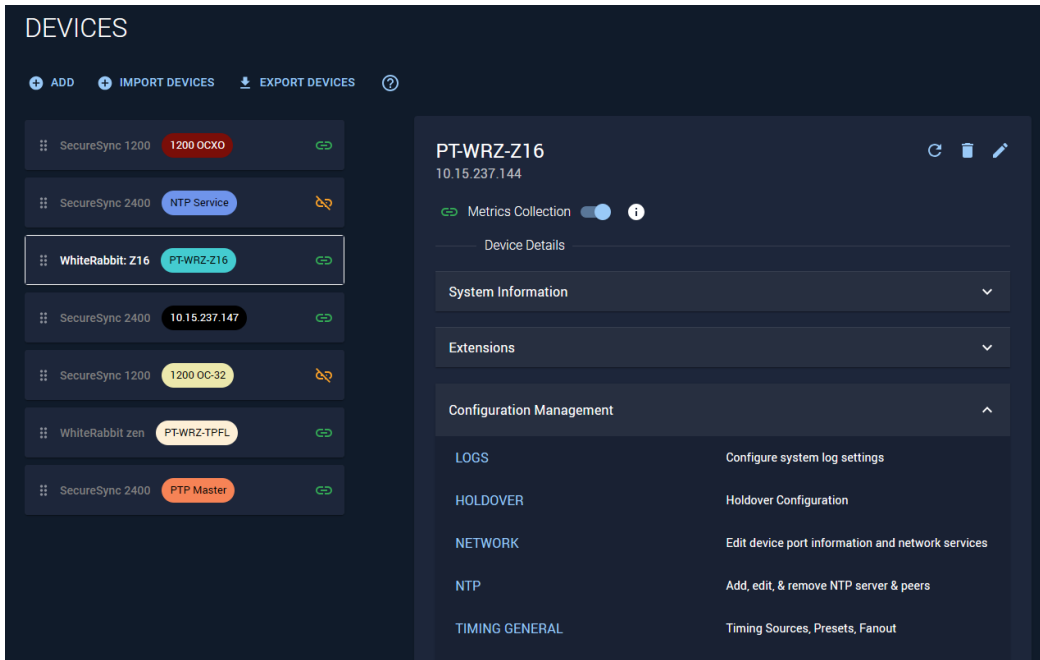 DEVICES
ADD IMPORT DEVICES EXPORT DEVICES
SecureSync 1200 1200 OCXO
SecureSync 2400 NTP Service
WhiteRabbit: Z16 PT-WRZ-Z16
SecureSync 2400 10.15.237.147
SecureSync 1200 1200 OC-32
WhiteRabbit zen PT-WRZ-TPFL
SecureSync 2400 PTP Master
PT-WRZ-Z16
10.15.237.144
Metrics Collection
Device Details
System Information
Extensions
Configuration Management
LOGS Configure system log settings
HOLDOVER Holdover Configuration
NETWORK Edit device port information and network services
NTP Add, edit, & remove NTP server & peers
TIMING GENERAL Timing Sources, Presets, Fanout